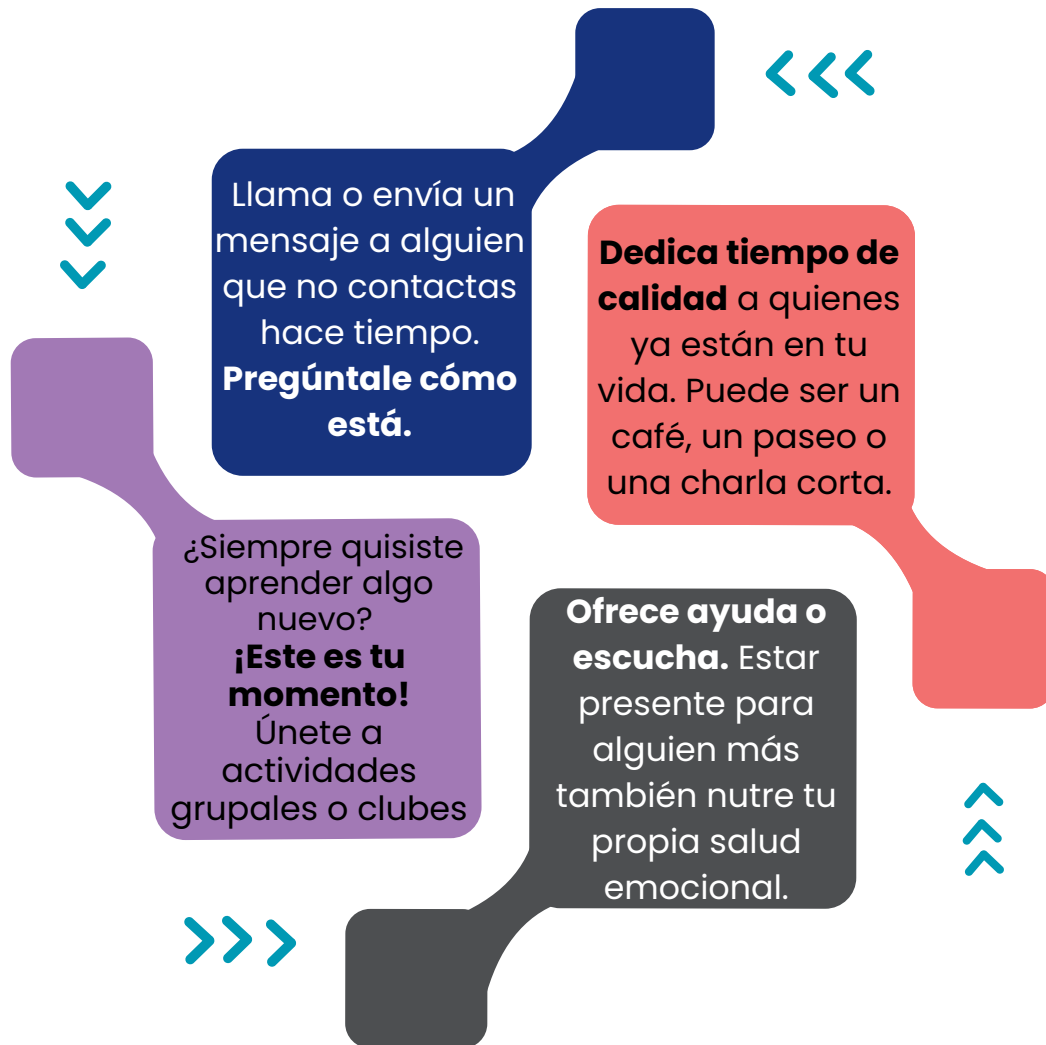 Llama o envía un
mensaje a alguien
que no contactas
hace tiempo.
Pregúntale cómo
está.
Dedica tiempo de
calidad a quienes
ya están en tu
vida. Puede ser un
café, un paseo o
una charla corta.
¿Siempre quisiste
aprender algo
nuevo?
¡Este es tu
momento!
Únete a
actividades
grupales o clubes
Ofrece ayuda o
escucha. Estar
presente para
alguien más
también nutre tu
propia salud
emocional.